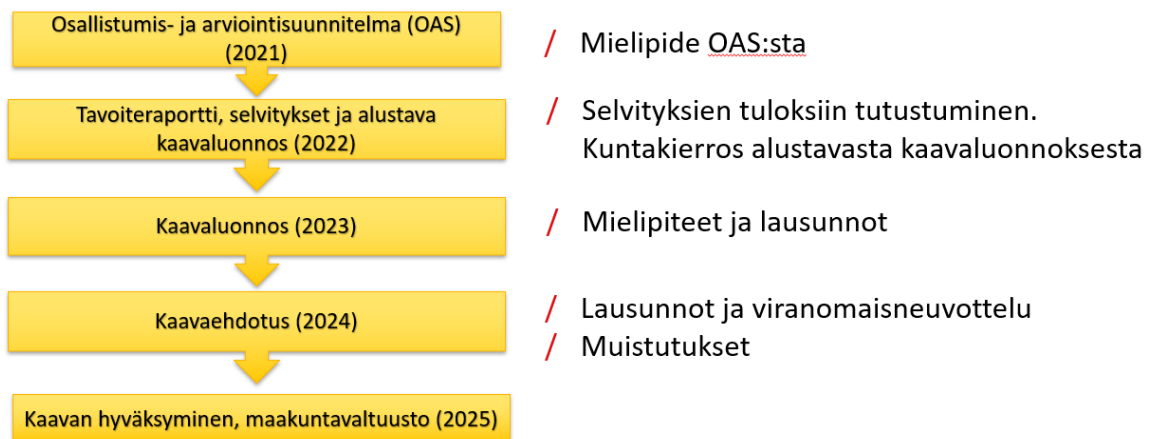 Osallistumis- ja arviointisuunnitelma (OAS)
(2021)
/ Mielipide OAS:sta
Tavoiteraportti, selvitykset ja alustava
kaavaluonnos (2022)
/ Selvityksien tuloksiin tutustuminen.
Kuntakierros alustavasta kaavaluonnoksesta
Kaavaluonnos (2023)
/ Mielipiteet ja lausunnot
Kaavaehdotus (2024)
/ Lausunnot ja viranomaisneuvottelu
/ Muistutukset
Kaavan hyväksyminen, maakuntavaltuusto (2025)